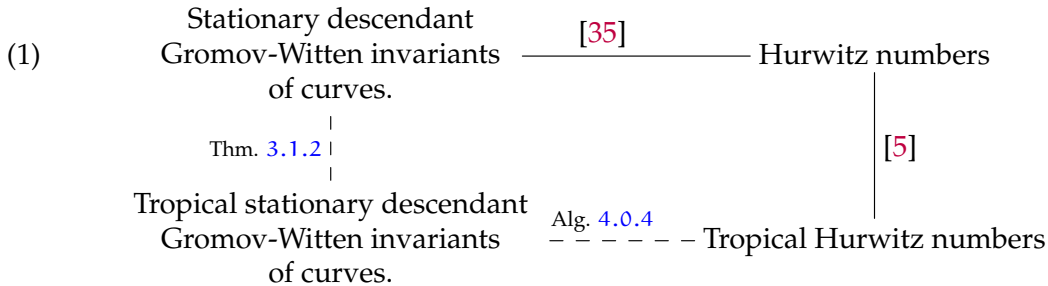 (1)
Stationary descendant
Gromov-Witten invariants
of curves.
[35]
Hurwitz numbers
Thm. 3.1.2
[5]
Tropical stationary descendant
Gromov-Witten invariants
of curves.
Alg. 4.0.4
Tropical Hurwitz numbers